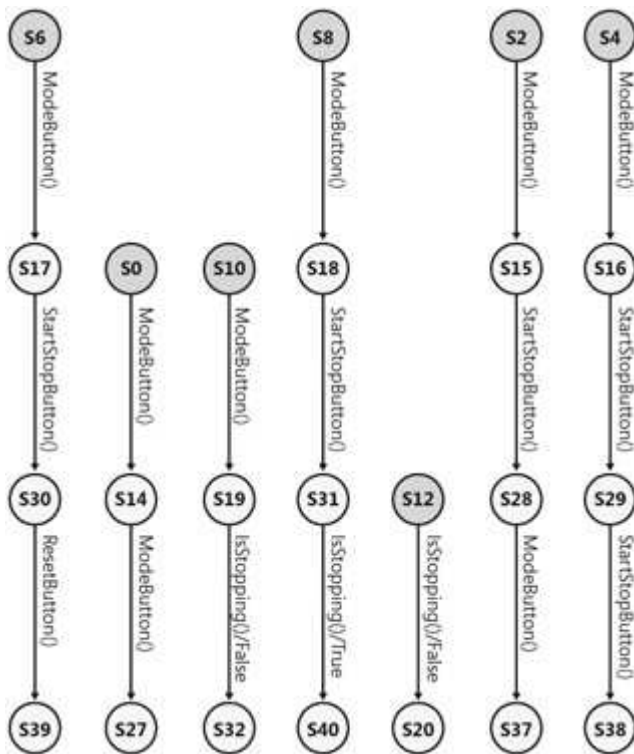 S6
S8
S2
S4
ModeButton()
ModeButton()
ModeButton()
ModeButton()
S17
S0
S10
S18
S15
S16
StartStopButton()
ModeButton()
ModeButton()
StartStopButton()
StartStopButton()
StartStopButton()
S30
S14
S19
S31
S12
S28
S29
ResetButton()
ModeButton()
IsStopping()/False
IsStopping()/True
IsStopping()/False
ModeButton()
StartStopButton()
S39
S27
S32
S40
S20
S37
S38